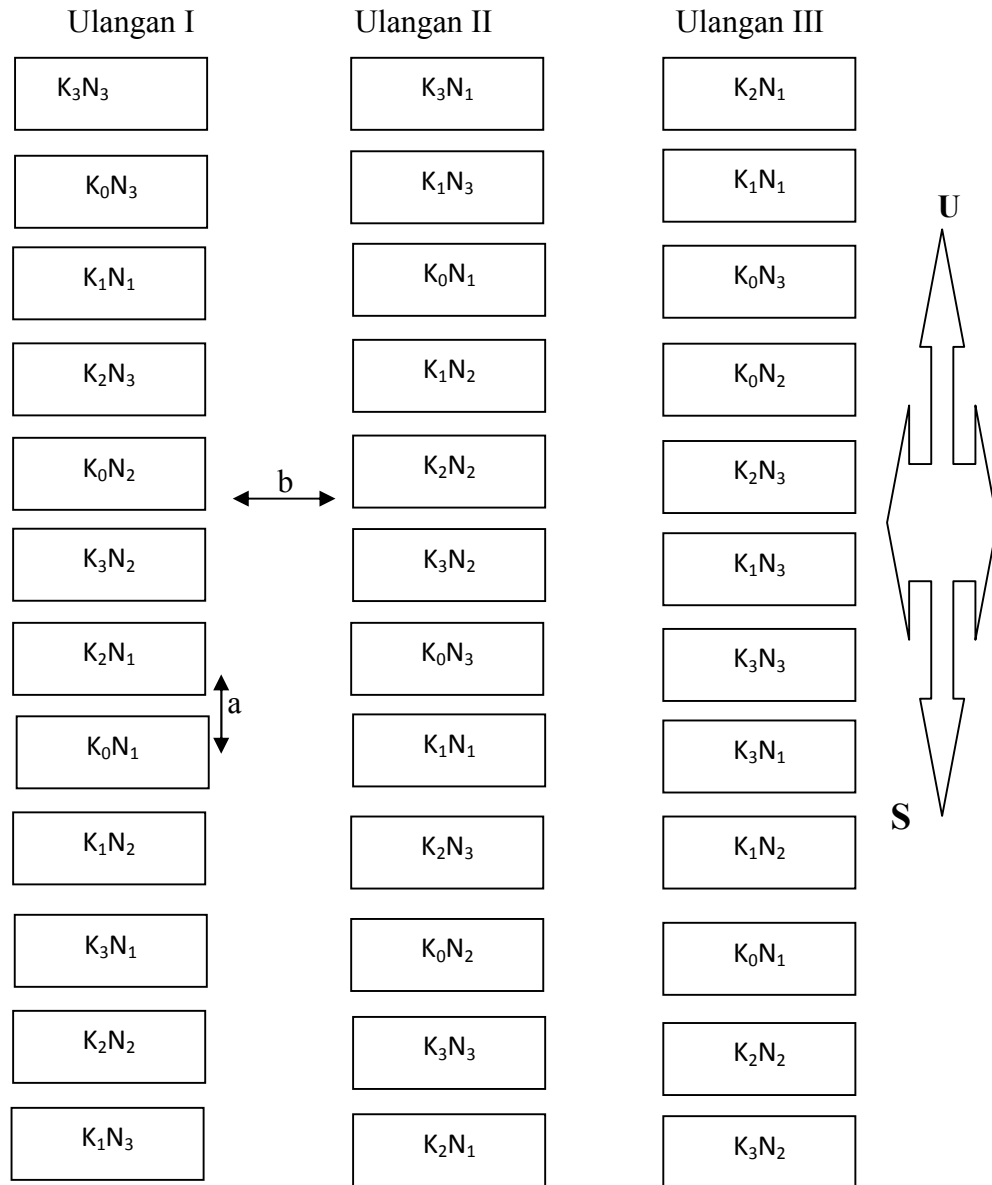 Ulangan I Ulangan II Ulangan III
K₃N₃ K₃N₁ K₂N₁
K₀N₃ K₁N₃ K₁N₁
U
K₁N₁ K₀N₁ K₀N₃
K₂N₃ K₁N₂ K₀N₂
K₀N₂ b K₂N₂ K₂N₃
K₃N₂ K₃N₂ K₁N₃
K₂N₁ K₀N₃ K₃N₃
a
K₀N₁ K₁N₁ K₃N₁
S
K₁N₂ K₂N₃ K₁N₂
K₃N₁ K₀N₂ K₀N₁
K₂N₂ K₃N₃ K₂N₂
K₁N₃ K₂N₁ K₃N₂